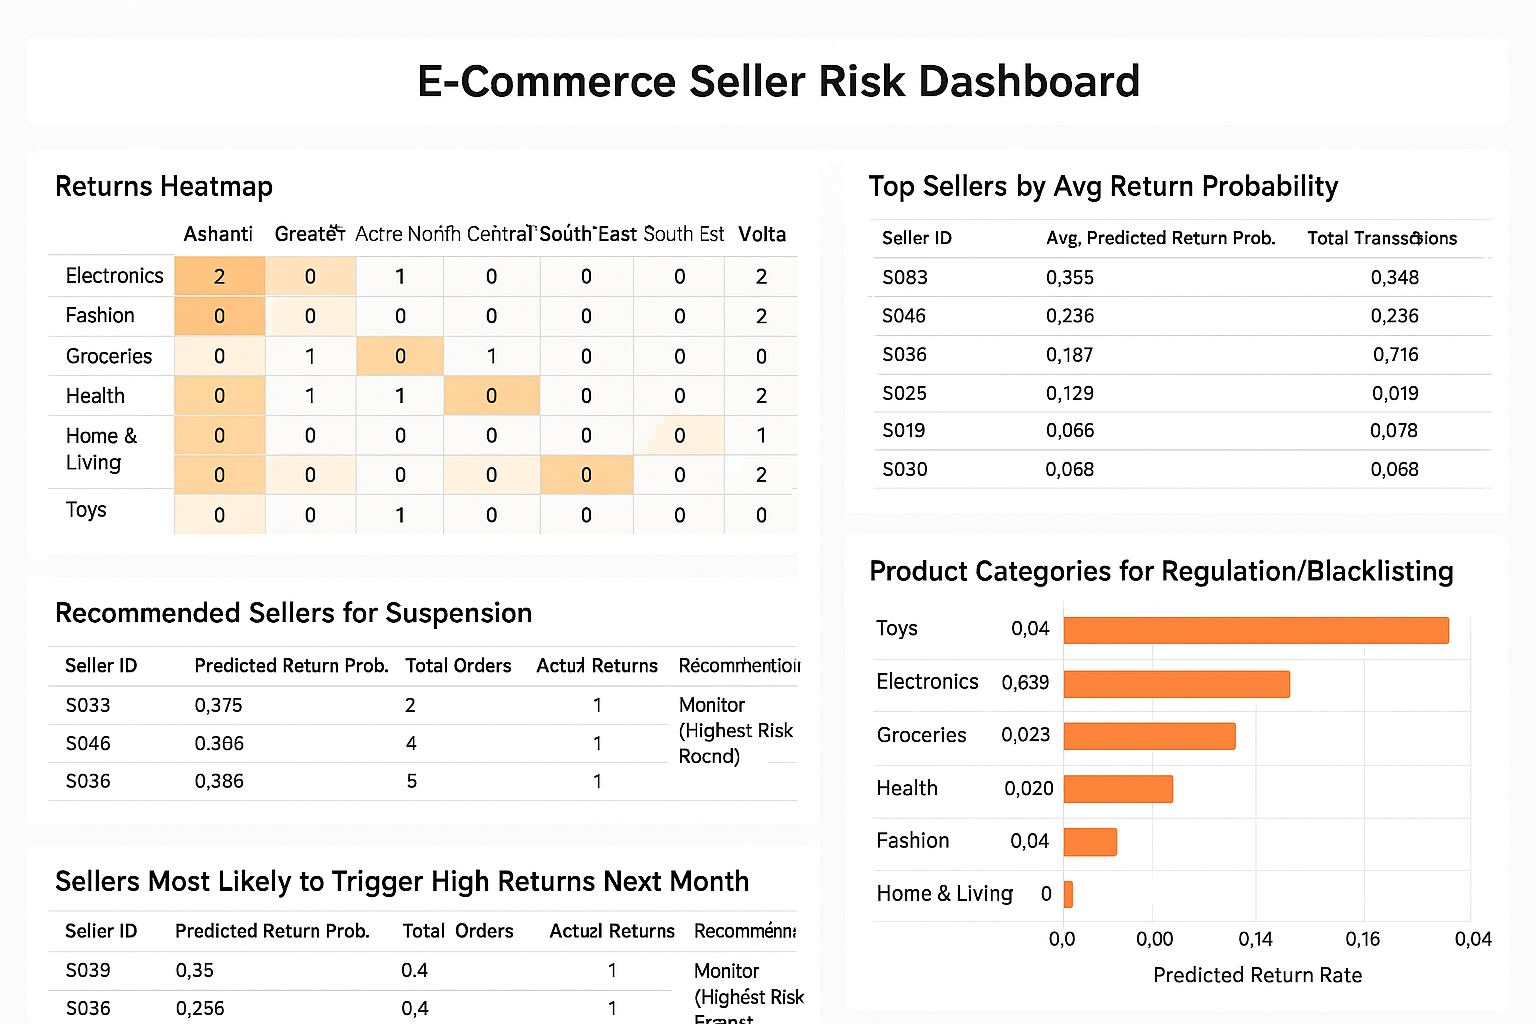 E-Commerce Seller Risk Dashboard
Returns Heatmap
Ashanti Actre North Central South East South Est Volta
Electronics 2 0 1 0 0 0 2
Fashion 0 0 0 0 0 0 2
Groceries 0 1 0 1 0 0 0
Health 0 1 1 0 0 0 2
Home & 0 0 0 0 0 0 1
Living
0 0 0 0 0 0 2
Toys
0 0 1 0 0 0 0
Recommended Sellers for Suspension
Seller ID Predicted Return Prob. Total Orders Returns
S033 0,375 2 1 Monitor
(Highest Risk
S046 0.306 4 1
Rocnd)
S036 0,386 5 1
Sellers Most Likely to Trigger High Returns Next Month
Selier ID Predicted Return Prob. Total Orders Returns
S039 0,35 0.4 1 Monitor
(Highést Risk
S036 0,256 0,4 1
Top Sellers by Avg Return Probability
Seller ID Avg, Predicted Return Prob. Total
S083 0,355 0,348
S046 0,236 0,236
S036 0,187 0,716
S025 0,129 0,019
S019 0,066 0,078
S030 0,068 0,068
Product Categories for Regulation/Blacklisting
Toys 0,04
Electronics 0,639
Groceries 0,023
Health 0,020
Fashion 0,04
Home & Living 0
0,0 0,00 0,14 0,16 0,04
Predicted Return Rate